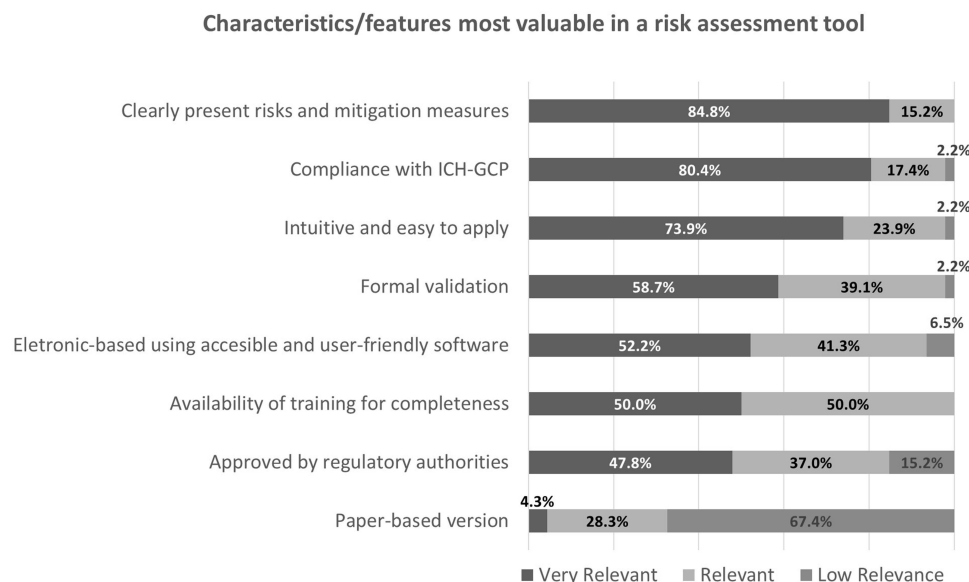 Characteristics/features most valuable in a risk assessment tool
Clearly present risks and mitigation measures 84.8% 15.2%
2.2%
Compliance with ICH-GCP 80.4% 17.4%
2.2%
Intuitive and easy to apply 73.9% 23.9%
2.2%
Formal validation 58.7% 39.1%
6.5%
Eletronic-based using accesible and user-friendly software 52.2% 41.3%
Availability of training for completeness 50.0% 50.0%
Approved by regulatory authorities 47.8% 37.0% 15.2%
4.3%
Paper-based version 28.3% 67.4%
Very Relevant Relevant Low Relevance